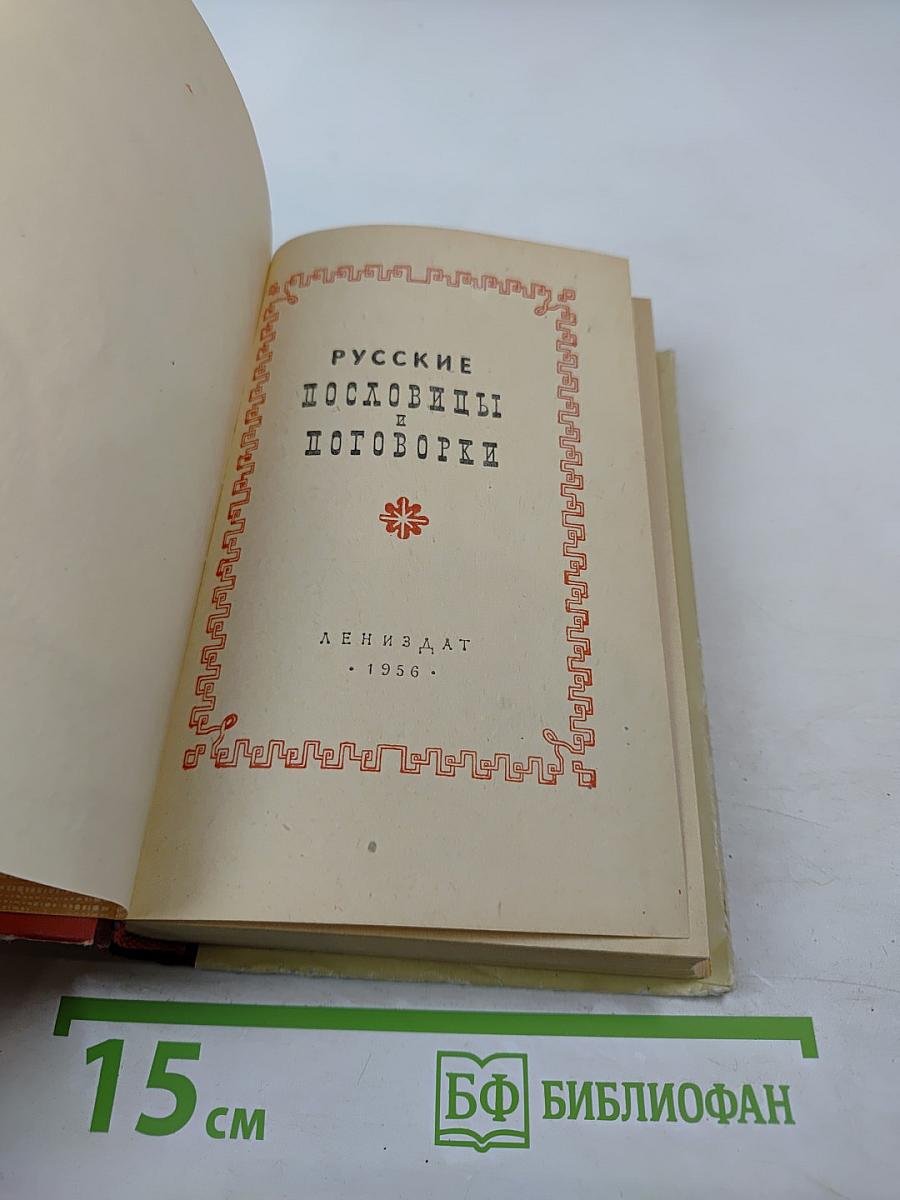 РУССКИЕ
ПОСЛОВИЦЫ
И
ПОГОВОРКИ
ЛЕНИЗДАТ
• 1956 •
15 см
БФ БИБЛИОФАН